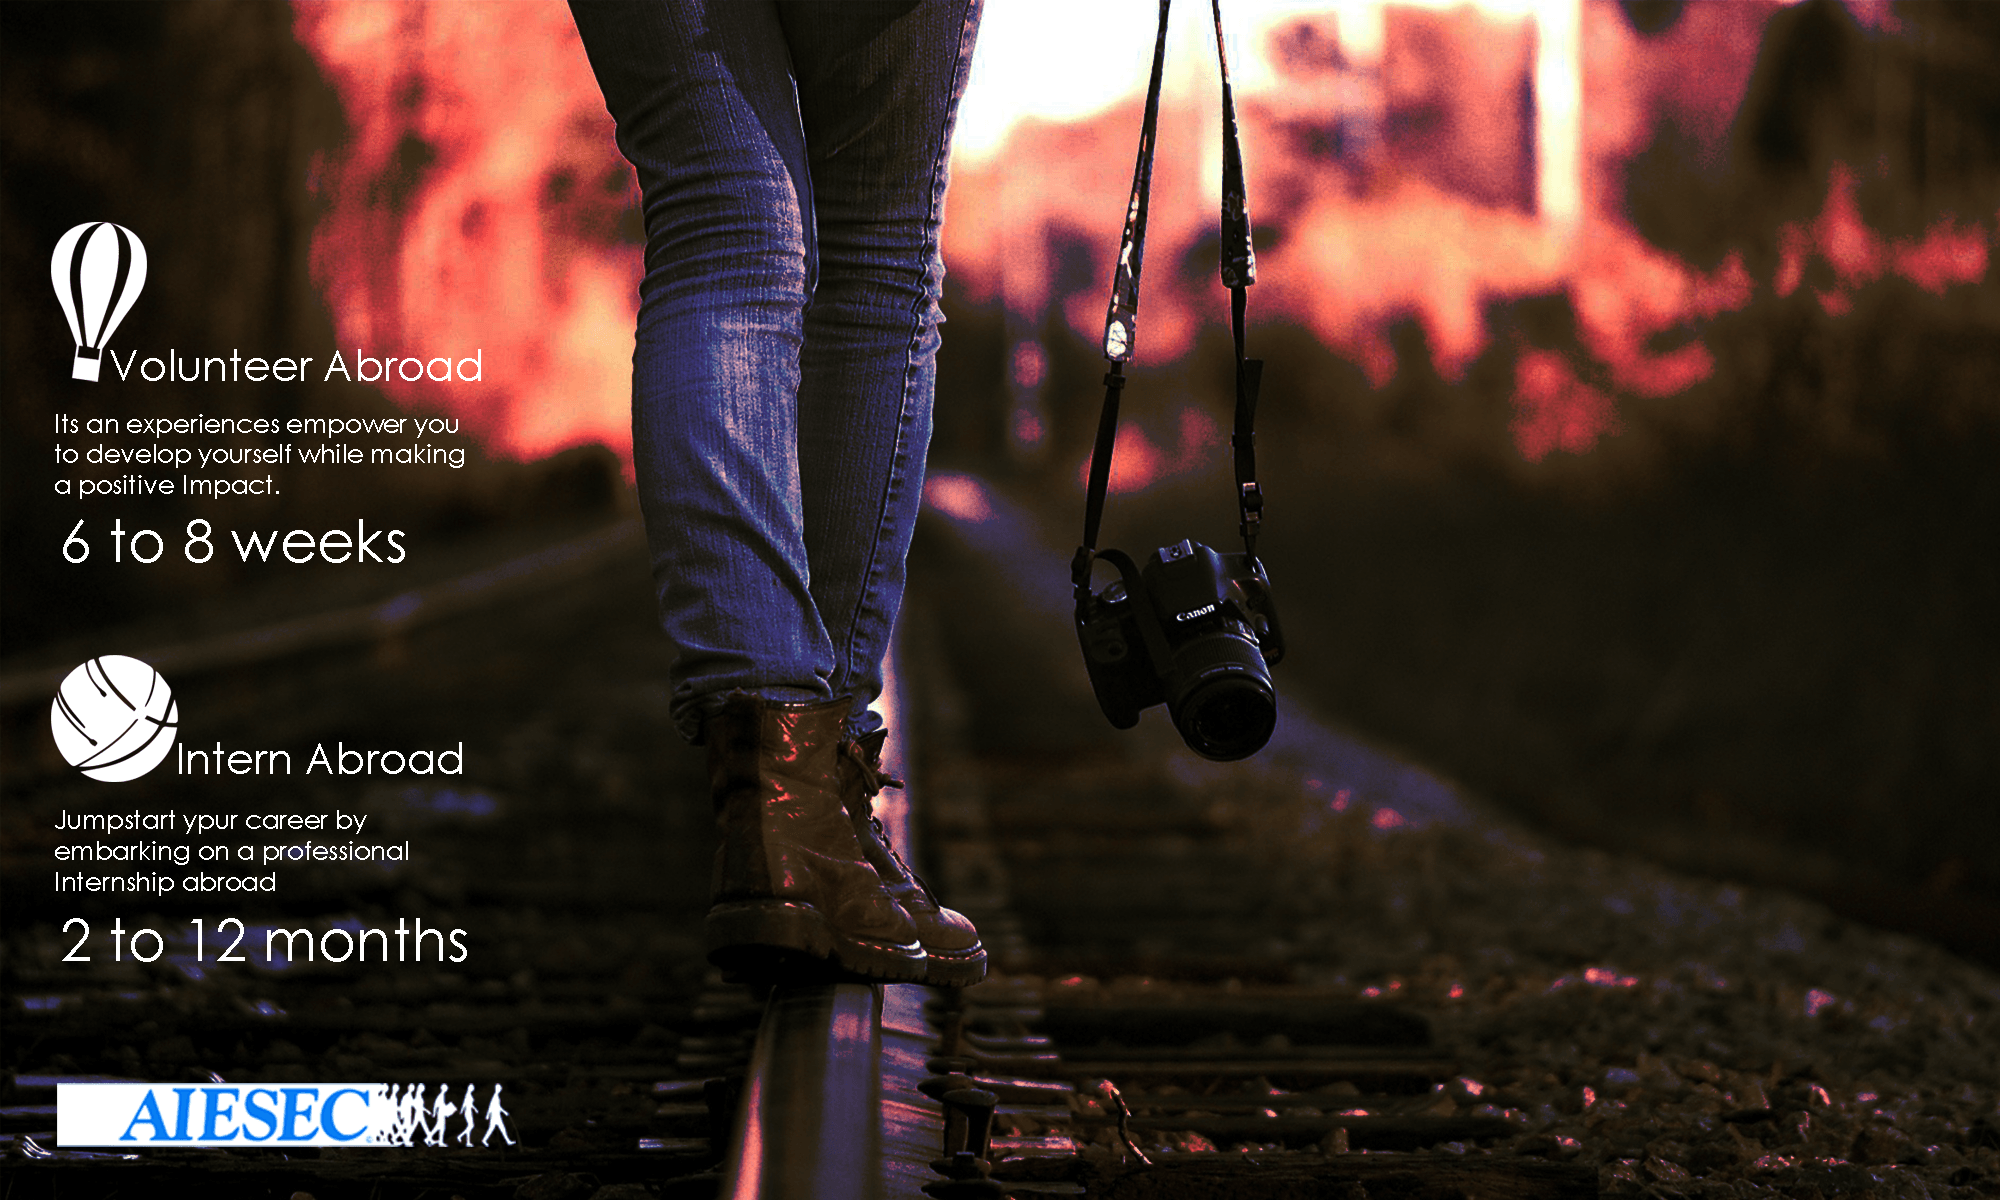 Volunteer Abroad
Its an experiences empower you
to develop yourself while making
a positive Impact.
6 to 8 weeks
Canon
Intern Abroad
Jumpstart ypur career by
embarking on a professional
Internship abroad
2 to 12 months
AIESEC